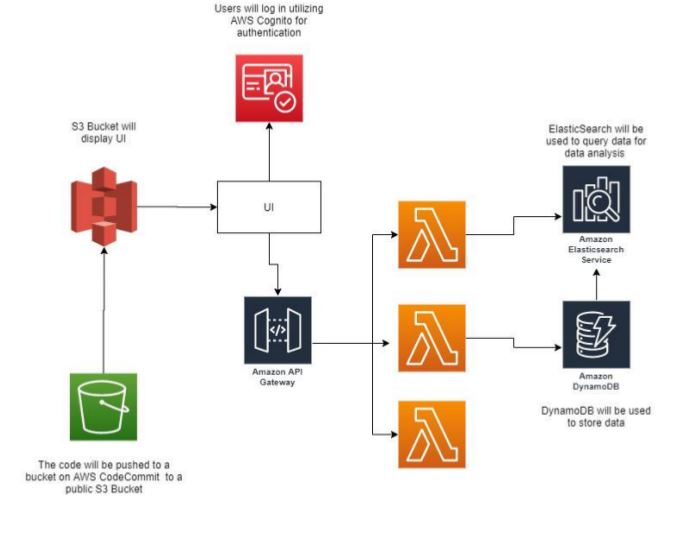 Users will log in utilizing
AWS Cognito for
authentication
S3 Bucket will
display UI
ElasticSearch will be
used to query data for
data analysis
UI
Amazon
Elasticsearch
Service
Amazon API
Gateway
Amazon
DynamoDB
DynamoDB will be used
to store data
The code will be pushed to a
bucket on AWS CodeCommit to a
public S3 Bucket